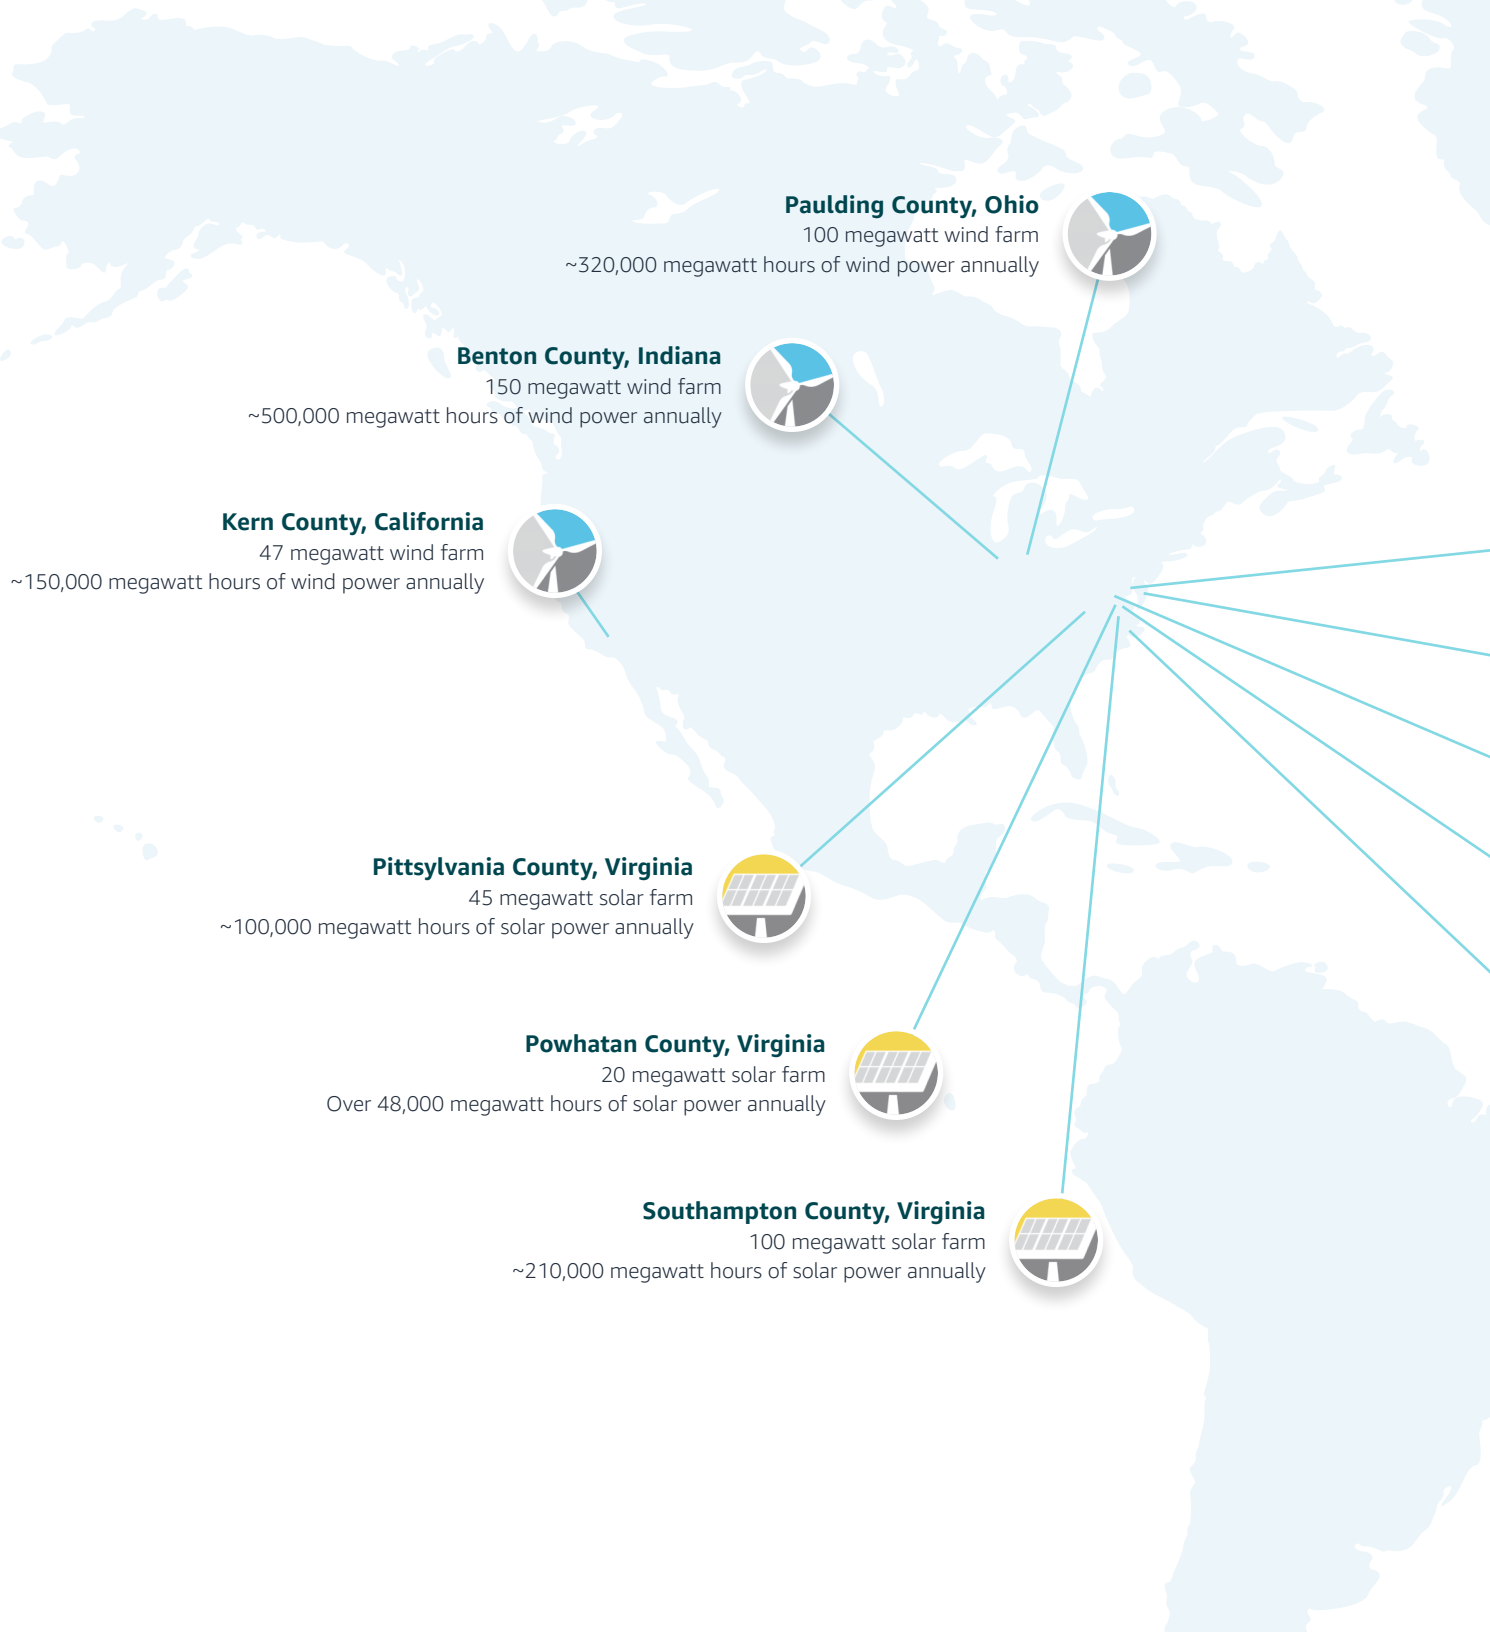 Paulding County, Ohio
100 megawatt wind farm
~320,000 megawatt hours of wind power annually
Benton County, Indiana
150 megawatt wind farm
~500,000 megawatt hours of wind power annually
Kern County, California
47 megawatt wind farm
~150,000 megawatt hours of wind power annually
Pittsylvania County, Virginia
45 megawatt solar farm
~100,000 megawatt hours of solar power annually
Powhatan County, Virginia
20 megawatt solar farm
Over 48,000 megawatt hours of solar power annually
Southampton County, Virginia
100 megawatt solar farm
~210,000 megawatt hours of solar power annually